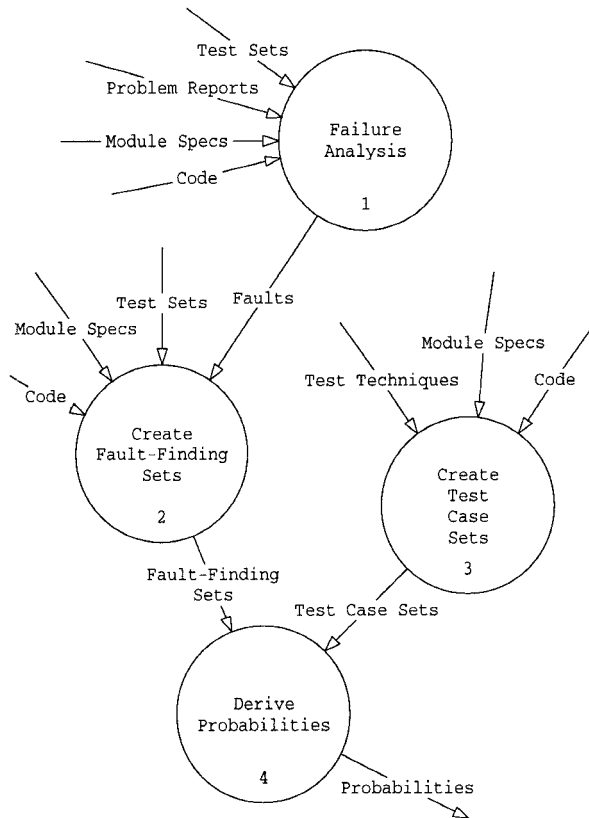 Test Sets
Problem Reports
Module Specs
Code
Failure
Analysis
1
Faults
Test Sets
Module Specs
Code
Create
Fault-Finding
Sets
2
Module Specs
Test Techniques
Code
Create
Test
Case
Sets
3
Fault-Finding
Sets
Test Case Sets
Derive
Probabilities
4
Probabilities